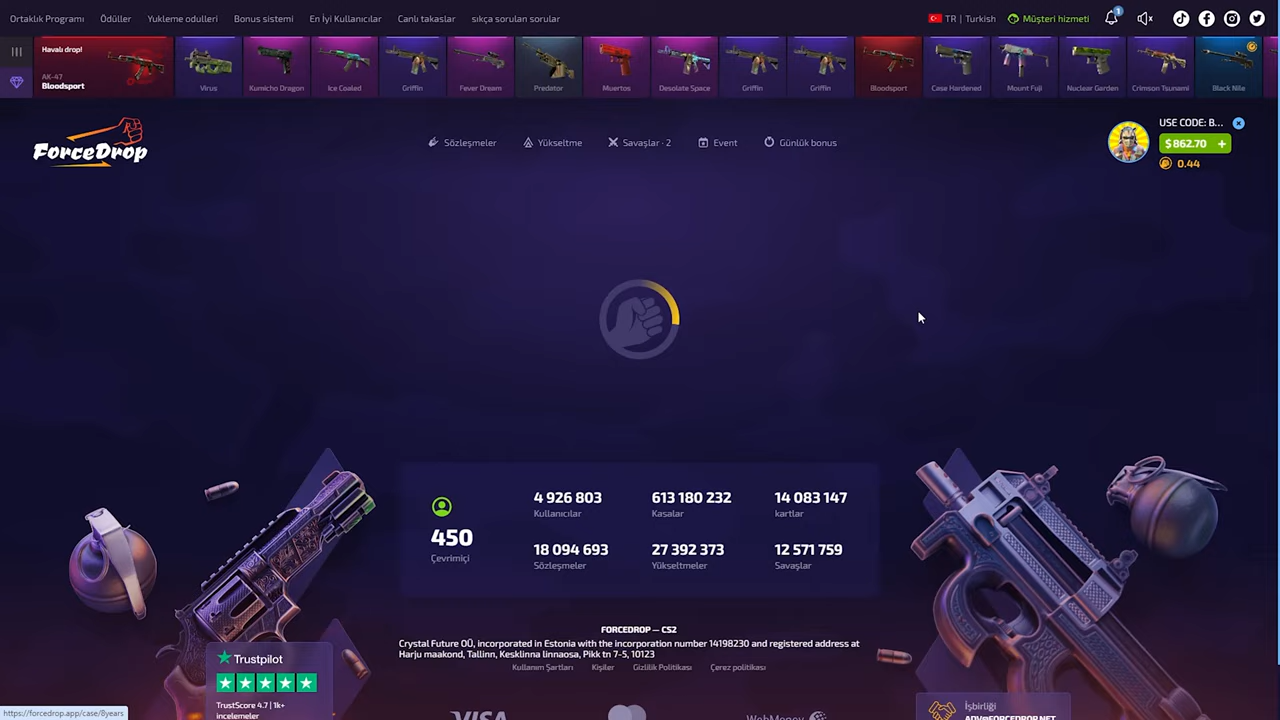 Ortaklık Programı Ödüller Yukleme odulleri Bonus sistemi En İyi Kullanıcılar Canlı takaslar sıkça sorulan sorular TR | Turkish Müşteri hizmeti 1
Havalı drop!
AK-47
Bloodsport
Virus Kumicho Dragon Ice Coaled Griffin Fever Dream Predator Muertos Desolate Space Griffin Griffin Bloodsport Case Hardened Mount Fuji Nuclear Garden Crimson Tsunami Black Nile
ForceDrop
Sözleşmeler Yükseltme Savaşlar · 2 Event Günlük bonus
USE CODE: B...
$ 862.70 +
0.44
450
Çevrimiçi
4 926 803 613 180 232 14 083 147
Kullanıcılar Kasalar kartlar
18 094 693 27 392 373 12 571 759
Sözleşmeler Yükseltmeler Savaşlar
FORCEDROP — CS2
Crystal Future OÜ, incorporated in Estonia with the incorporation number 14198230 and registered address at
Harju maakond, Tallinn, Kesklinna linnaosa, Pikk tn 7-5, 10123
Kullanım Şartları Kişiler Gizlilik Politikası Çerez politikası
Trustpilot
TrustScore 4.7 | 1k+
incelemeler
VISA
WebMoney
İşbirliği
ADV@FORCEDROP.NET
https://forcedrop.app/case/8years